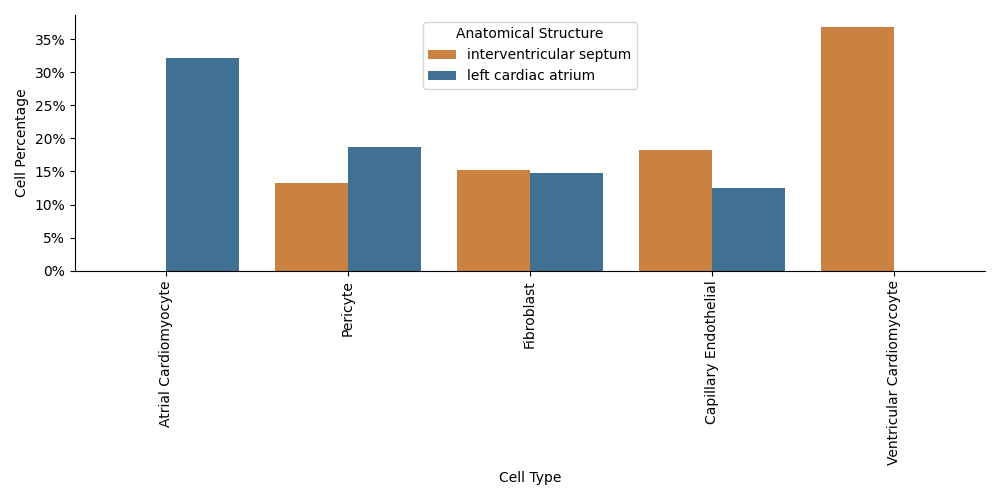 Anatomical Structure
interventricular septum
left cardiac atrium
Cell Percentage
35%
30%
25%
20%
15%
10%
5%
0%
Atrial Cardiomyocyte
Pericyte
Fibroblast
Capillary Endothelial
Ventricular Cardiomycoyte
Cell Type